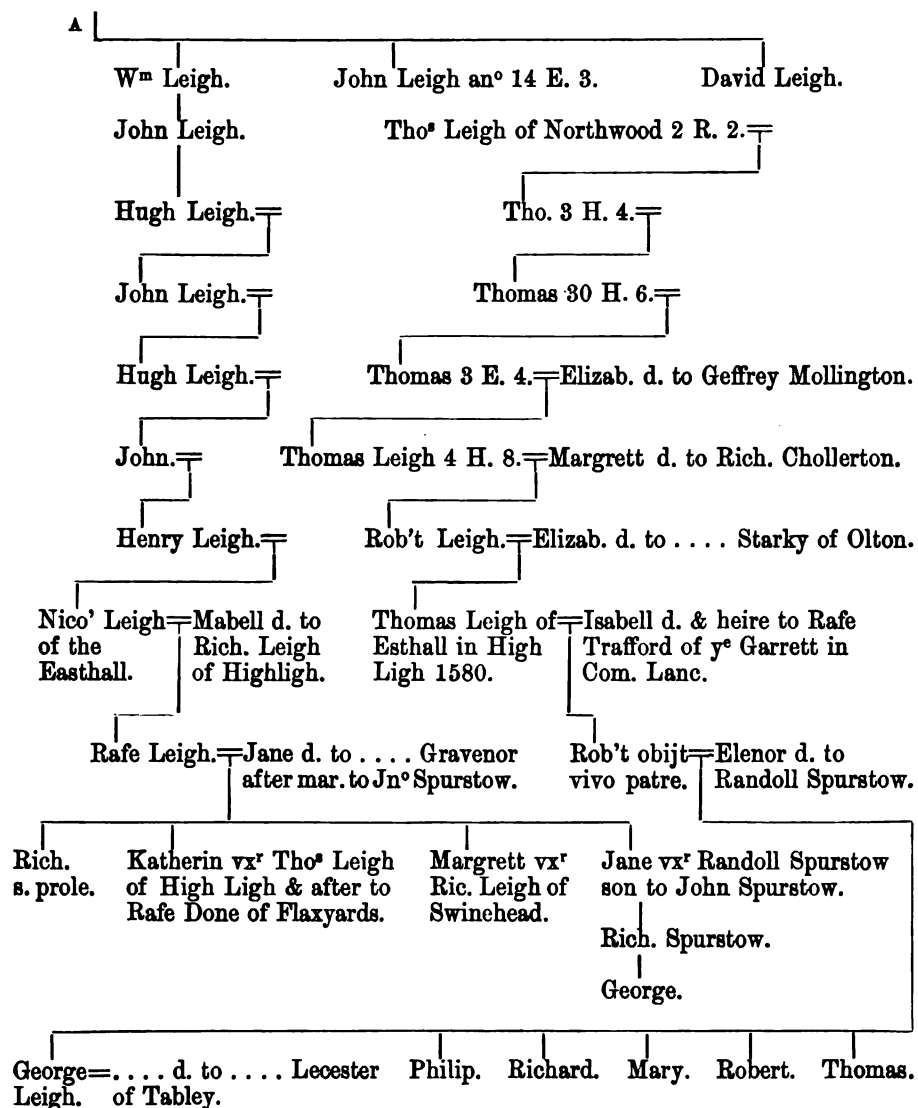 A
Wᵐ Leigh. John Leigh anº 14 E. 3. David Leigh.
John Leigh. Thoˢ Leigh of Northwood 2 R. 2.
Hugh Leigh. Tho. 3 H. 4.
John Leigh. Thomas 30 H. 6.
Hugh Leigh. Thomas 3 E. 4.=Elizab. d. to Geffrey Mollington.
John. Thomas Leigh 4 H. 8.=Margrett d. to Rich. Chollerton.
Henry Leigh. Rob't Leigh.=Elizab. d. to . . . . Starky of Olton.
Nico' Leigh=Mabell d. to Thomas Leigh of=Isabell d. & heire to Rafe
of the Rich. Leigh Esthall in High Trafford of yᵉ Garrett in
Easthall. of Highligh. Ligh 1580. Com. Lanc.
Rafe Leigh.=Jane d. to . . . . Gravenor Rob't obijt=Elenor d. to
after mar. to Jnº Spurstow. vivo patre. Randoll Spurstow.
Rich. Katherin vxʳ Thoˢ Leigh Margrett vxʳ Jane vxʳ Randoll Spurstow
s. prole. of High Ligh & after to Ric. Leigh of son to John Spurstow.
Rafe Done of Flaxyards. Swinehead.
Rich. Spurstow.
George.
George=. . . . d. to . . . . Lecester Philip. Richard. Mary. Robert. Thomas.
Leigh. of Tabley.